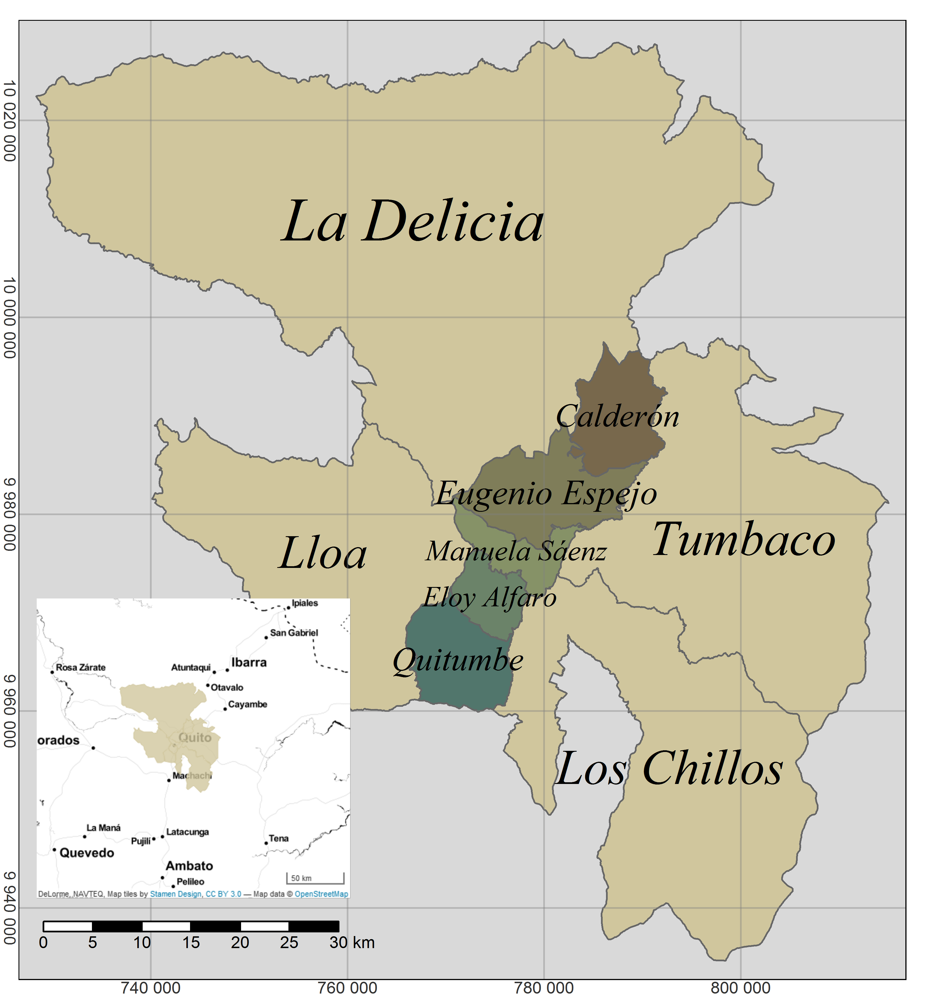 10 020 000
10 000 000
9 980 000
9 960 000
9 940 000
La Delicia
Calderón
Eugenio Espejo
Tumbaco
Lloa
Manuela Sáenz
Eloy Alfaro
Quitumbe
Los Chillos
Ipiales
San Gabriel
Ibarra
Atuntaqui
Rosa Zárate
Otavalo
Cayambe
Quito
orados
Machachi
La Maná
Latacunga
Pujilí
Tena
Quevedo
Ambato
Pelileo
50 km
DeLorme, NAVTEQ, Map tiles by Stamen Design, CC BY 3.0 — Map data © OpenStreetMap
0 5 10 15 20 25 30 km
740 000 760 000 780 000 800 000